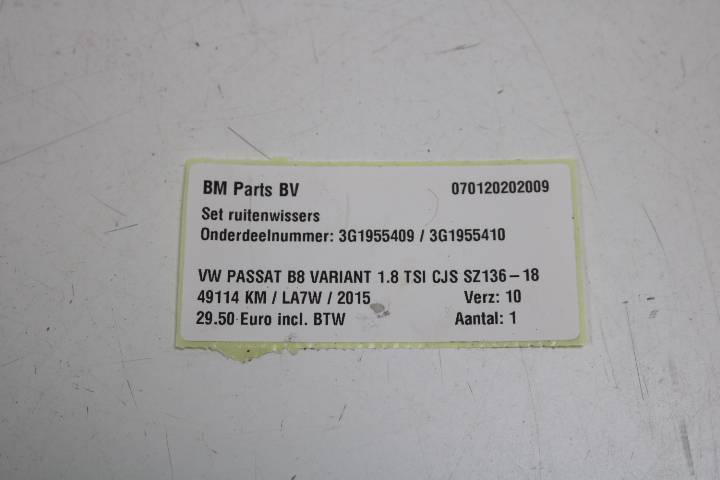 BM Parts BV 070120202009
Set ruitenwissers
Onderdeelnummer: 3G1955409 / 3G1955410
VW PASSAT B8 VARIANT 1.8 TSI CJS SZ136-18
49114 KM / LA7W / 2015 Verz: 10
29.50 Euro incl. BTW Aantal: 1